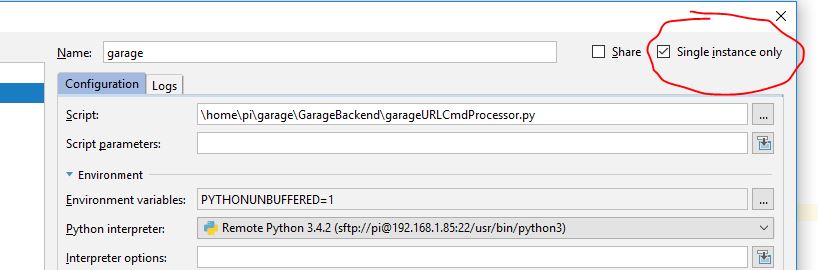 Name: garage Share Single instance only
Configuration Logs
Script: \home\pi\garage\GarageBackend\garageURLCmdProcessor.py ...
Script parameters:
Environment
Environment variables: PYTHONUNBUFFERED=1 ...
Python interpreter: Remote Python 3.4.2 (sftp://pi@192.168.1.85:22/usr/bin/python3)
Interpreter options: